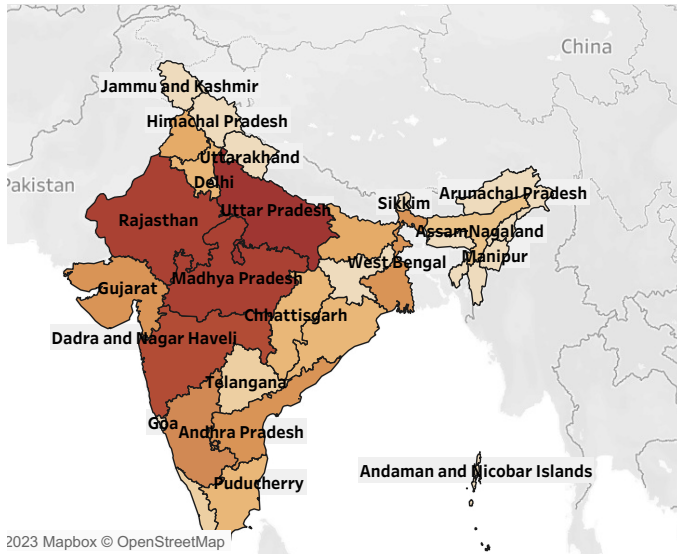 China
Jammu and Kashmir
Himachal Pradesh
Uttarakhand
Delhi
Pakistan
Sikkim
Arunachal Pradesh
Rajasthan
Uttar Pradesh
Assam
Nagaland
Manipur
West Bengal
Madhya Pradesh
Gujarat
Chhattisgarh
Dadra and Nagar Haveli
Telangana
Goa
Andhra Pradesh
Andaman and Nicobar Islands
Puducherry
2023 Mapbox © OpenStreetMap